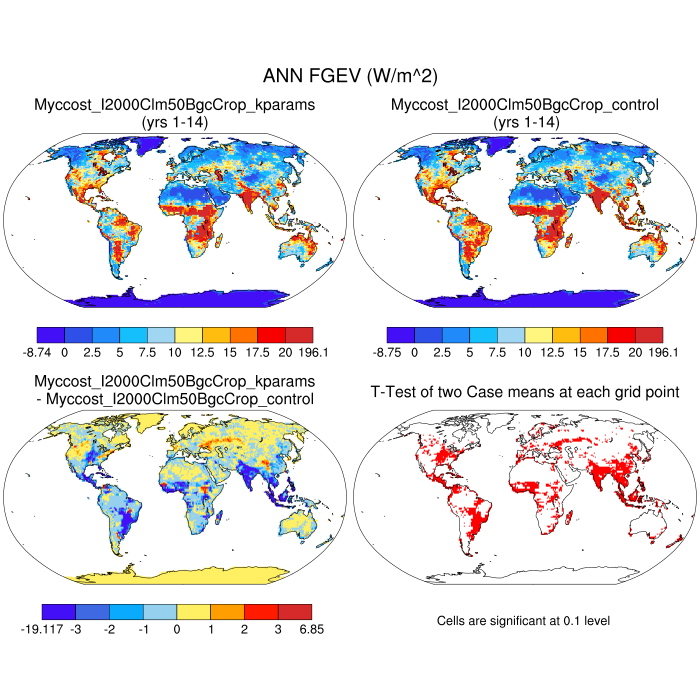 ANN FGEV (W/m^2)
Myccost_I2000Clm50BgcCrop_kparams
(yrs 1-14)
Myccost_I2000Clm50BgcCrop_control
(yrs 1-14)
-8.74 0 2.5 5 7.5 10 12.5 15 17.5 20 196.1
-8.75 0 2.5 5 7.5 10 12.5 15 17.5 20 196.1
Myccost_I2000Clm50BgcCrop_kparams
- Myccost_I2000Clm50BgcCrop_control
T-Test of two Case means at each grid point
-19.117 -3 -2 -1 0 1 2 3 6.85
Cells are significant at 0.1 level